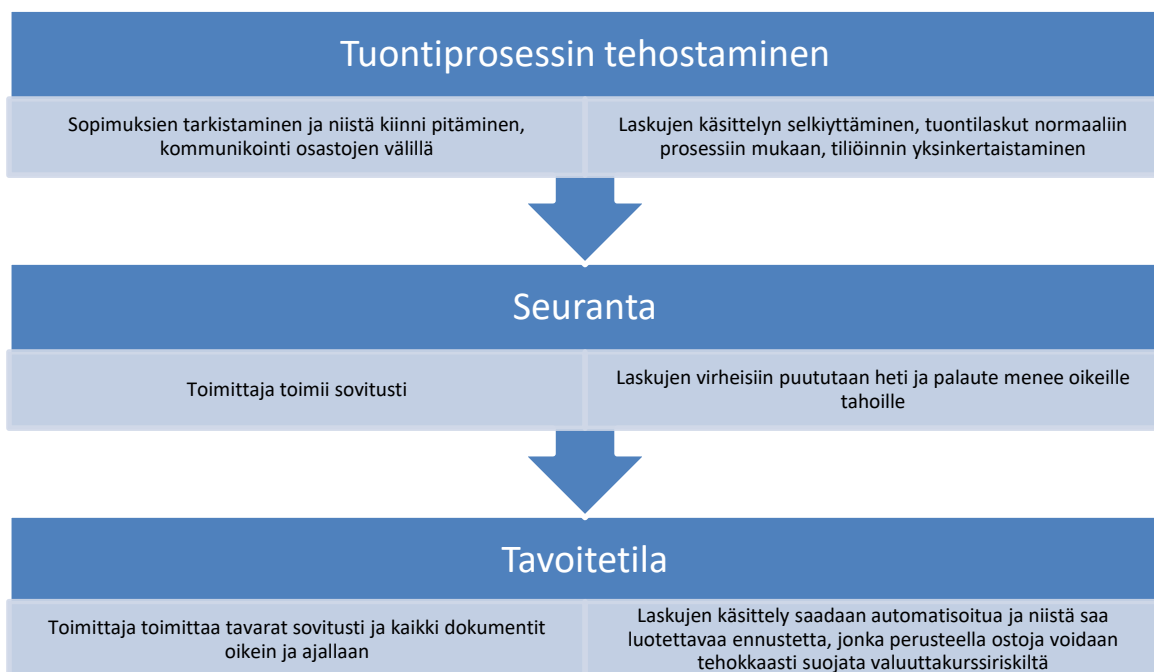 Tuontiprosessin tehostaminen
Sopimuksien tarkistaminen ja niistä kiinni pitäminen,
kommunikointi osastojen välillä
Laskujen käsittelyn selkiyttäminen, tuontilaskut normaaliin
prosessiin mukaan, tiliöinnin yksinkertaistaminen
Seuranta
Toimittaja toimii sovitusti
Laskujen virheisiin puututaan heti ja palaute menee oikeille
tahoille
Tavoitetila
Toimittaja toimittaa tavarat sovitusti ja kaikki dokumentit
oikein ja ajallaan
Laskujen käsittely saadaan automatisoitua ja niistä saa
luotettavaa ennustetta, jonka perusteella ostoja voidaan
tehokkaasti suojata valuuttakurssiriskiltä